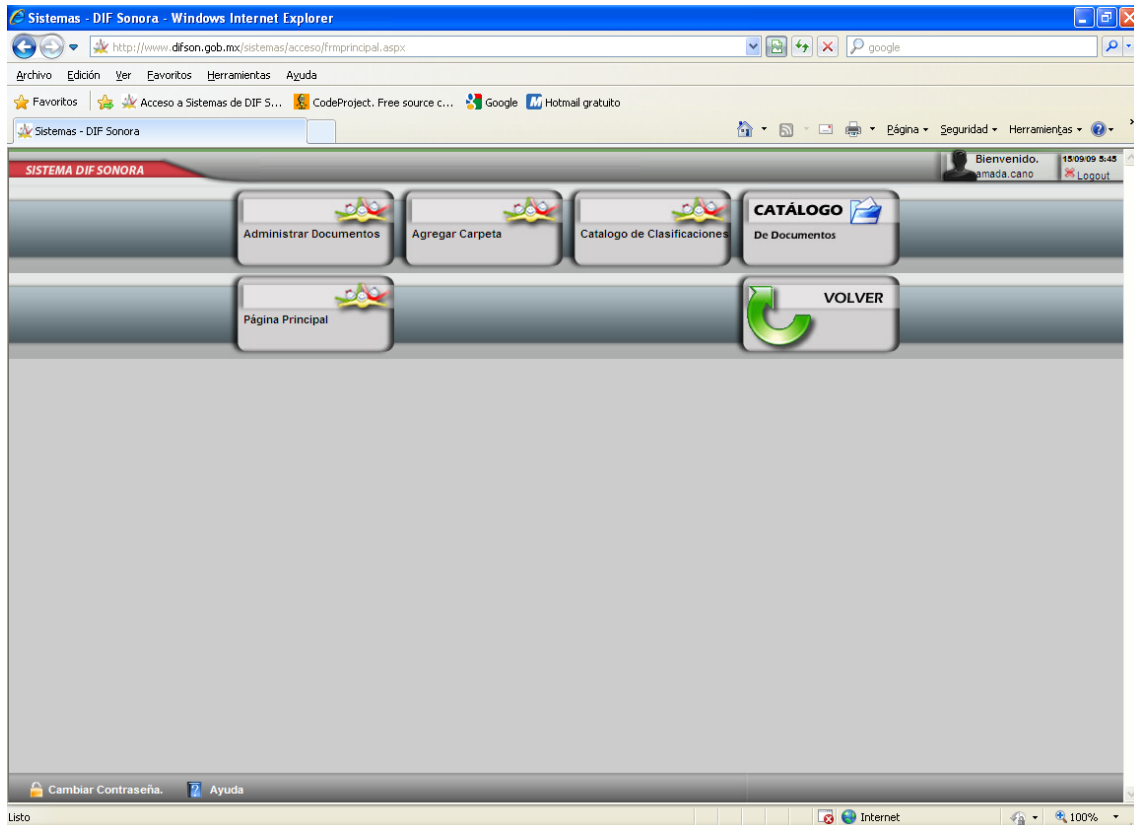 Sistemas - DIF Sonora - Windows Internet Explorer
http://www.difson.gob.mx/sistemas/acceso/frmprincipal.aspx
google
Archivo Edición Ver Favoritos Herramientas Ayuda
Favoritos Acceso a Sistemas de DIF S... CodeProject. Free source c... Google Hotmail gratuito
Sistemas - DIF Sonora
Página Seguridad Herramientas
SISTEMA DIF SONORA
Bienvenido. 15/09/09 5:45
amada.cano Logout
CATÁLOGO
Administrar Documentos Agregar Carpeta Catalogo de Clasificaciones De Documentos
VOLVER
Página Principal
Cambiar Contraseña. Ayuda
Listo Internet 100%